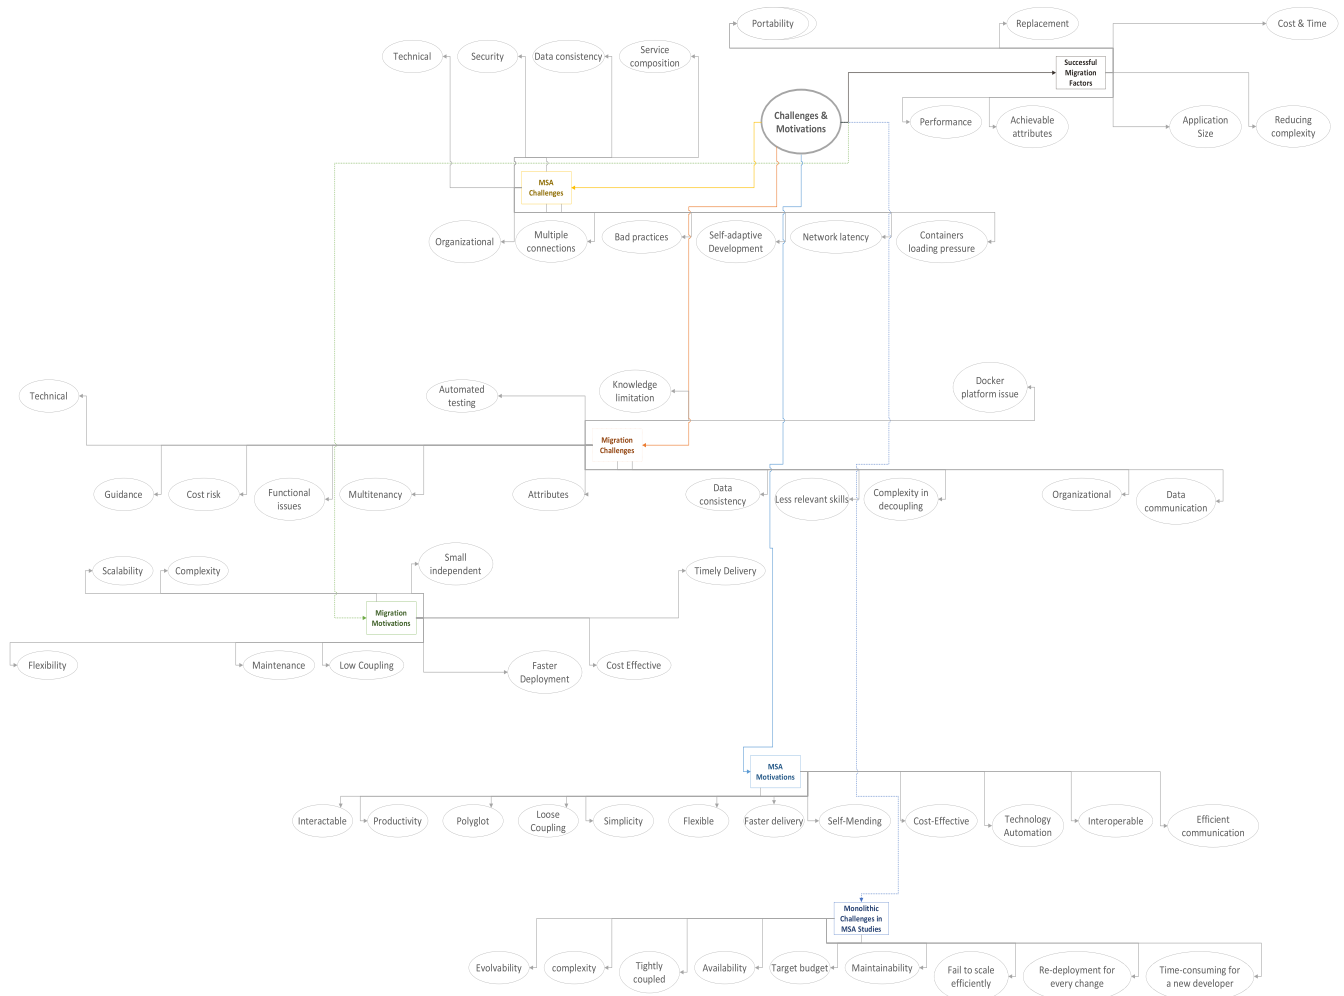 Portability
Replacement
Cost & Time
Technical
Security
Data consistency
Service
composition
Successful
Migration
Factors
Challenges &
Motivations
Performance
Achievable
attributes
Application
Size
Reducing
complexity
MSA
Challenges
Organizational
Multiple
connections
Bad practices
Self-adaptive
Development
Network latency
Containers
loading pressure
Technical
Automated
testing
Knowledge
limitation
Docker
platform issue
Migration
Challenges
Guidance
Cost risk
Functional
issues
Multitenancy
Attributes
Data
consistency
Less relevant skills
Complexity in
decoupling
Organizational
Data
communication
Scalability
Complexity
Small
independent
Timely Delivery
Migration
Motivations
Flexibility
Maintenance
Low Coupling
Faster
Deployment
Cost Effective
MSA
Motivations
Interactable
Productivity
Polyglot
Loose
Coupling
Simplicity
Flexible
Faster delivery
Self-Mending
Cost-Effective
Technology
Automation
Interoperable
Efficient
communication
Monolithic
Challenges in
MSA Studies
Evolvability
complexity
Tightly
coupled
Availability
Target budget
Maintainability
Fail to scale
efficiently
Re-deployment for
every change
Time-consuming for
a new developer